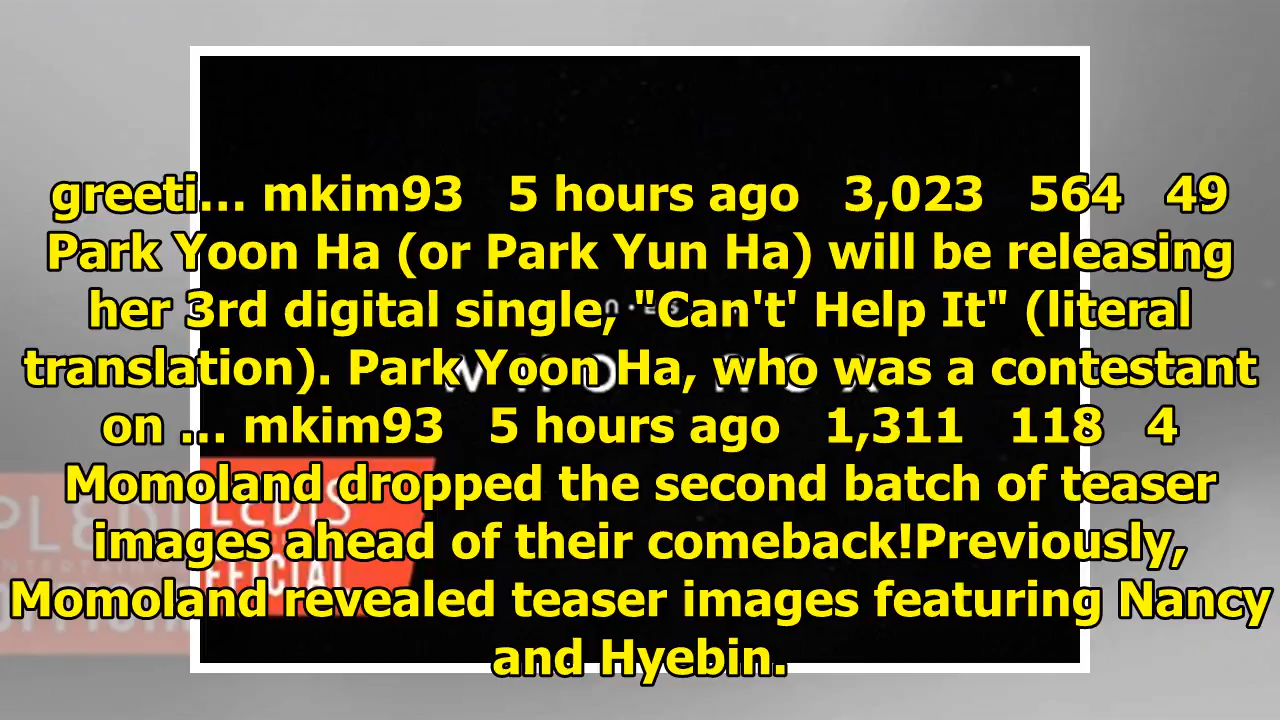 greeti... mkim93 5 hours ago 3,023 564 49
Park Yoon Ha (or Park Yun Ha) will be releasing
her 3rd digital single, "Can't' Help It" (literal
translation). Park Yoon Ha, who was a contestant
on ... mkim93 5 hours ago 1,311 118 4
Momoland dropped the second batch of teaser
images ahead of their comeback!Previously,
Momoland revealed teaser images featuring Nancy
and Hyebin.